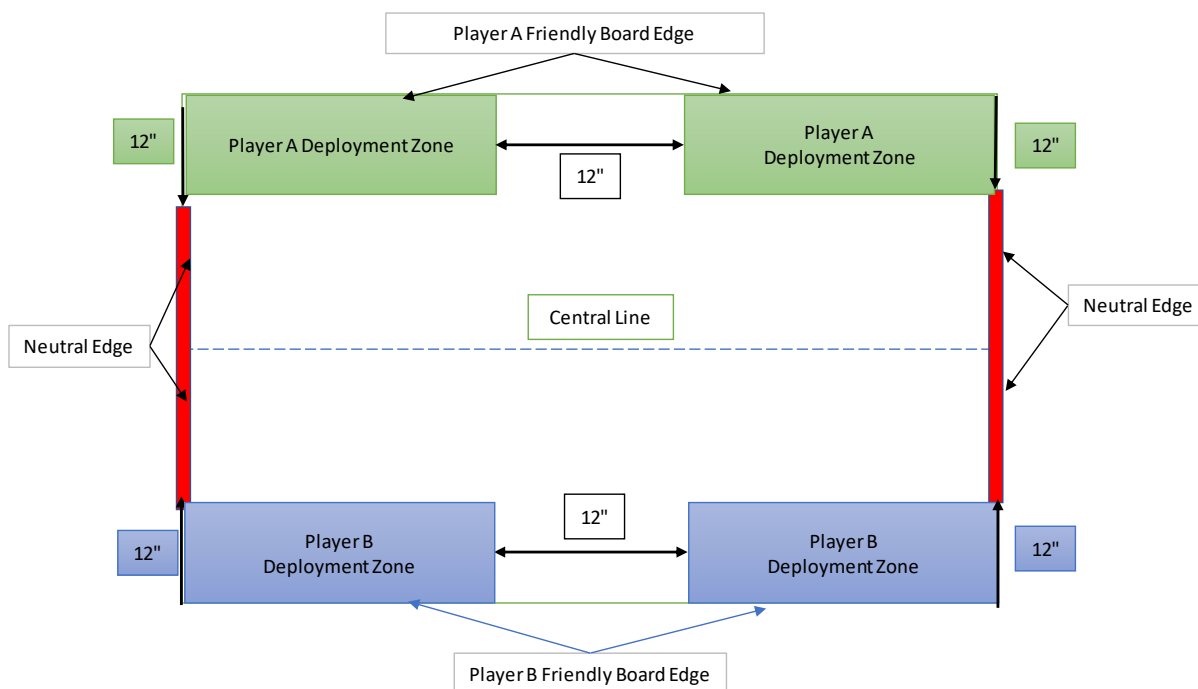 Player A Friendly Board Edge
12"
Player A Deployment Zone
12"
Player A
Deployment Zone
12"
Neutral Edge
Central Line
Neutral Edge
12"
Player B
Deployment Zone
12"
Player B
Deployment Zone
12"
Player B Friendly Board Edge